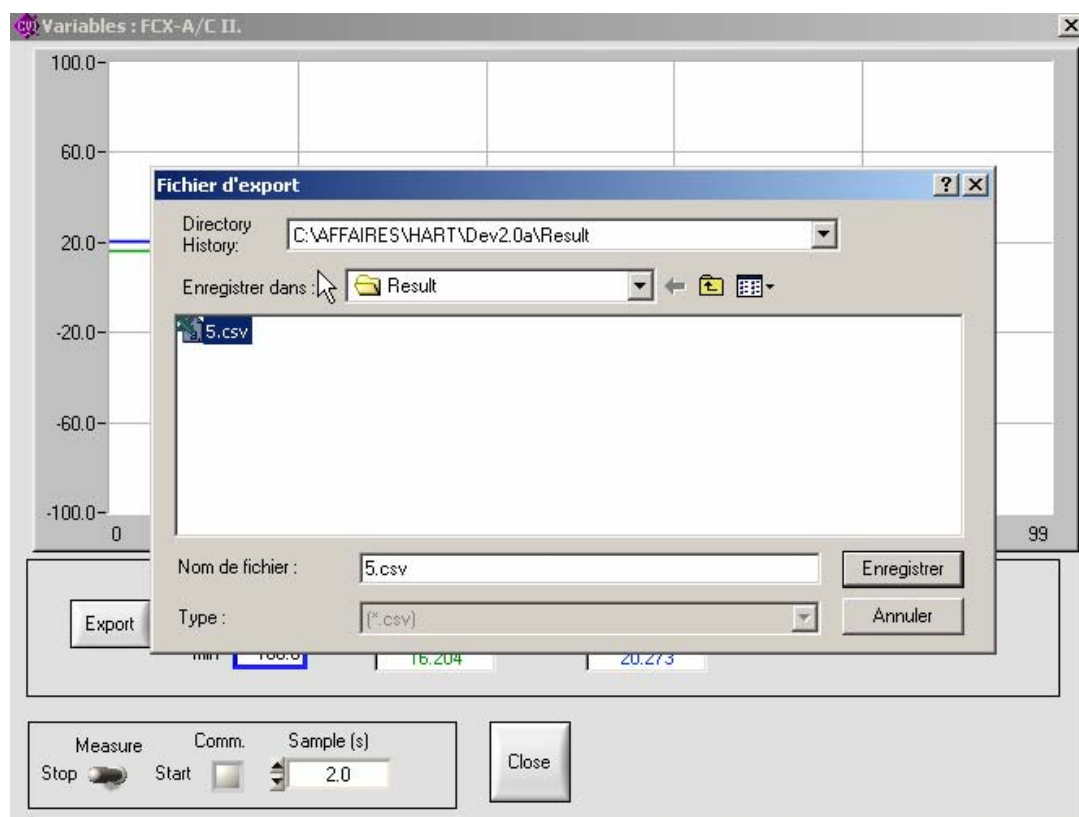 Variables : FCX-A/C II.
100.0
60.0
20.0
-20.0
-60.0
-100.0
0
99
Fichier d'export
Directory
History:
C:\AFFAIRES\HART\Dev2.0a\Result
Enregistrer dans :
Result
5.csv
Nom de fichier :
5.csv
Enregistrer
Type :
(*.csv)
Annuler
Export
16.204
20.273
Measure
Comm.
Sample (s)
Stop
Start
2.0
Close